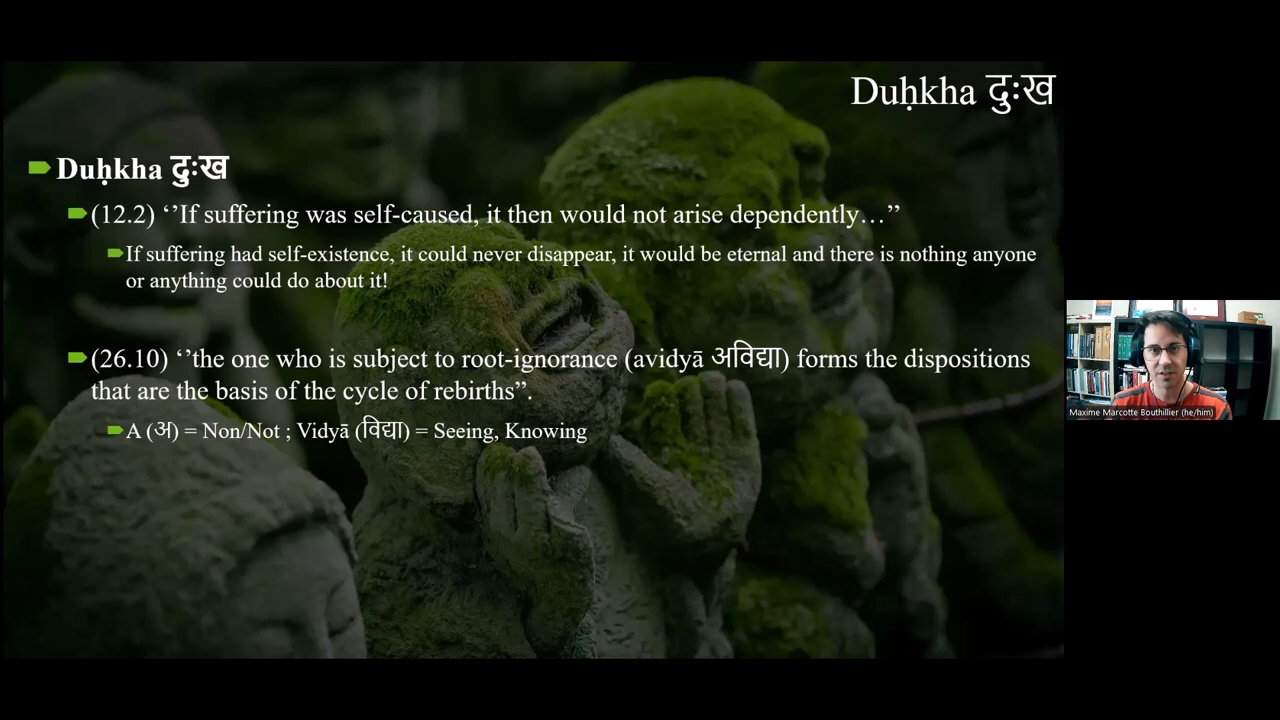 Duḥkha दुःख
Duḥkha दुःख
(12.2) ‘’If suffering was self-caused, it then would not arise dependently…’’
If suffering had self-existence, it could never disappear, it would be eternal and there is nothing anyone
or anything could do about it!
(26.10) ‘’the one who is subject to root-ignorance (avidyā अविद्या) forms the dispositions
that are the basis of the cycle of rebirths’’.
A (अ) = Non/Not ; Vidyā (विद्या) = Seeing, Knowing
Maxime Marcotte Bouthillier (he/him)